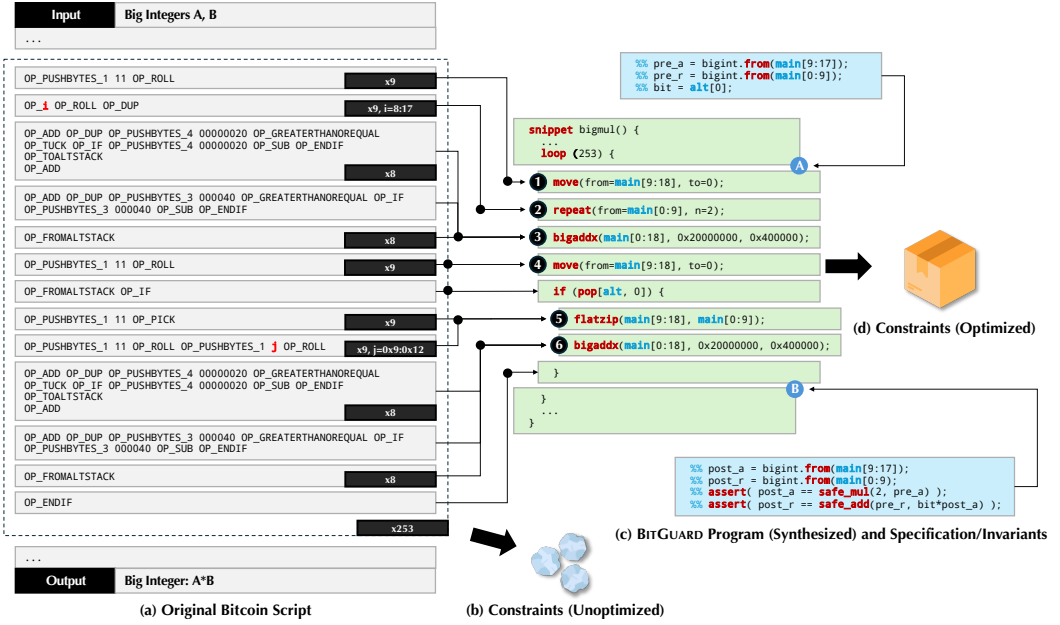 Input Big Integers A, B
...
OP_PUSHBYTES_1 11 OP_ROLL
x9
OP_i OP_ROLL OP_DUP
x9, i=8:17
OP_ADD OP_DUP OP_PUSHBYTES_4 00000020 OP_GREATERTHANOREQUAL
OP_TUCK OP_IF OP_PUSHBYTES_4 00000020 OP_SUB OP_ENDIF
OP_TOALTSTACK
OP_ADD
x8
OP_ADD OP_DUP OP_PUSHBYTES_3 000040 OP_GREATERTHANOREQUAL OP_IF
OP_PUSHBYTES_3 000040 OP_SUB OP_ENDIF
OP_FROMALTSTACK
x8
OP_PUSHBYTES_1 11 OP_ROLL
x9
OP_FROMALTSTACK OP_IF
OP_PUSHBYTES_1 11 OP_PICK
x9
OP_PUSHBYTES_1 11 OP_ROLL OP_PUSHBYTES_1 j OP_ROLL
x9, j=0x9:0x12
OP_ADD OP_DUP OP_PUSHBYTES_4 00000020 OP_GREATERTHANOREQUAL
OP_TUCK OP_IF OP_PUSHBYTES_4 00000020 OP_SUB OP_ENDIF
OP_TOALTSTACK
OP_ADD
x8
OP_ADD OP_DUP OP_PUSHBYTES_3 000040 OP_GREATERTHANOREQUAL OP_IF
OP_PUSHBYTES_3 000040 OP_SUB OP_ENDIF
OP_FROMALTSTACK
x8
OP_ENDIF
x253
...
Output Big Integer: A*B
(a) Original Bitcoin Script
(b) Constraints (Unoptimized)
%% pre_a = bigint.from(main[9:17]);
%% pre_r = bigint.from(main[0:9]);
%% bit = alt[0];
snippet bigmul() {
...
loop (253) {
A
1 move(from=main[9:18], to=0);
2 repeat(from=main[0:9], n=2);
3 bigaddx(main[0:18], 0x20000000, 0x400000);
4 move(from=main[9:18], to=0);
if (pop[alt, 0]) {
5 flatzip(main[9:18], main[0:9]);
6 bigaddx(main[0:18], 0x20000000, 0x400000);
}
B
}
...
}
%% post_a = bigint.from(main[9:17]);
%% post_r = bigint.from(main[0:9);
%% assert( post_a == safe_mul(2, pre_a) );
%% assert( post_r == safe_add(pre_r, bit*post_a) );
(c) BITGUARD Program (Synthesized) and Specification/Invariants
(d) Constraints (Optimized)